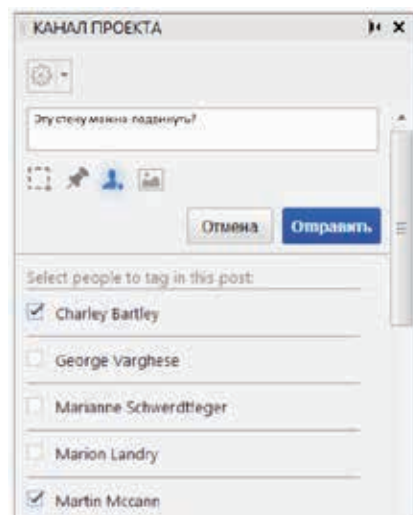 КАНАЛ ПРОЕКТА
Эту стену можно подвинуть?
Отмена
Отправить
Select people to tag in this post:
Charley Bartley
George Varghese
Marianne Schwerdtfeger
Marion Landry
Martin Mccann